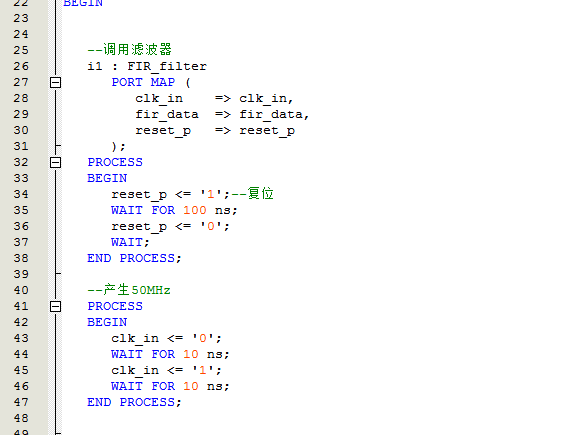 22 BEGIN
23
24
25 --调用滤波器
26 i1 : FIR_filter
27 PORT MAP (
28 clk_in => clk_in,
29 fir_data => fir_data,
30 reset_p => reset_p
31 );
32 PROCESS
33 BEGIN
34 reset_p <= '1';--复位
35 WAIT FOR 100 ns;
36 reset_p <= '0';
37 WAIT;
38 END PROCESS;
39
40 --产生50MHz
41 PROCESS
42 BEGIN
43 clk_in <= '0';
44 WAIT FOR 10 ns;
45 clk_in <= '1';
46 WAIT FOR 10 ns;
47 END PROCESS;
48
49